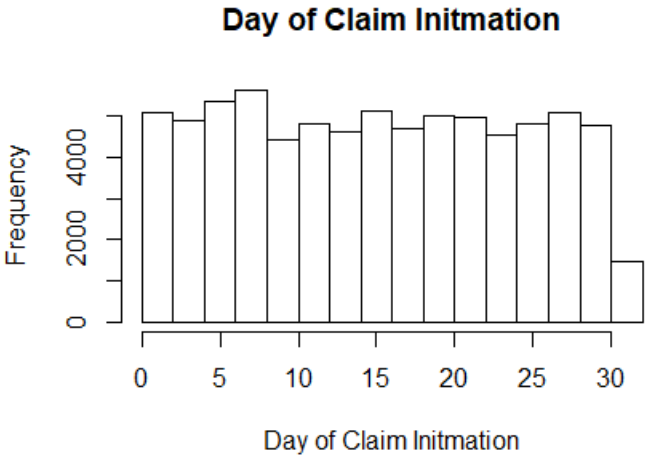 Day of Claim Initmation
Frequency
0 2000 4000
0 5 10 15 20 25 30
Day of Claim Initmation